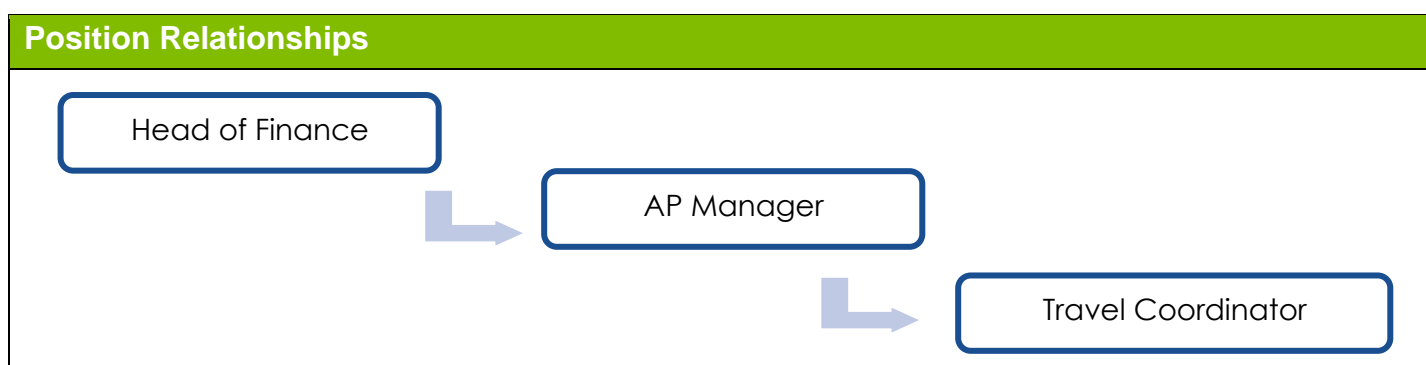 Position Relationships
Head of Finance
AP Manager
Travel Coordinator